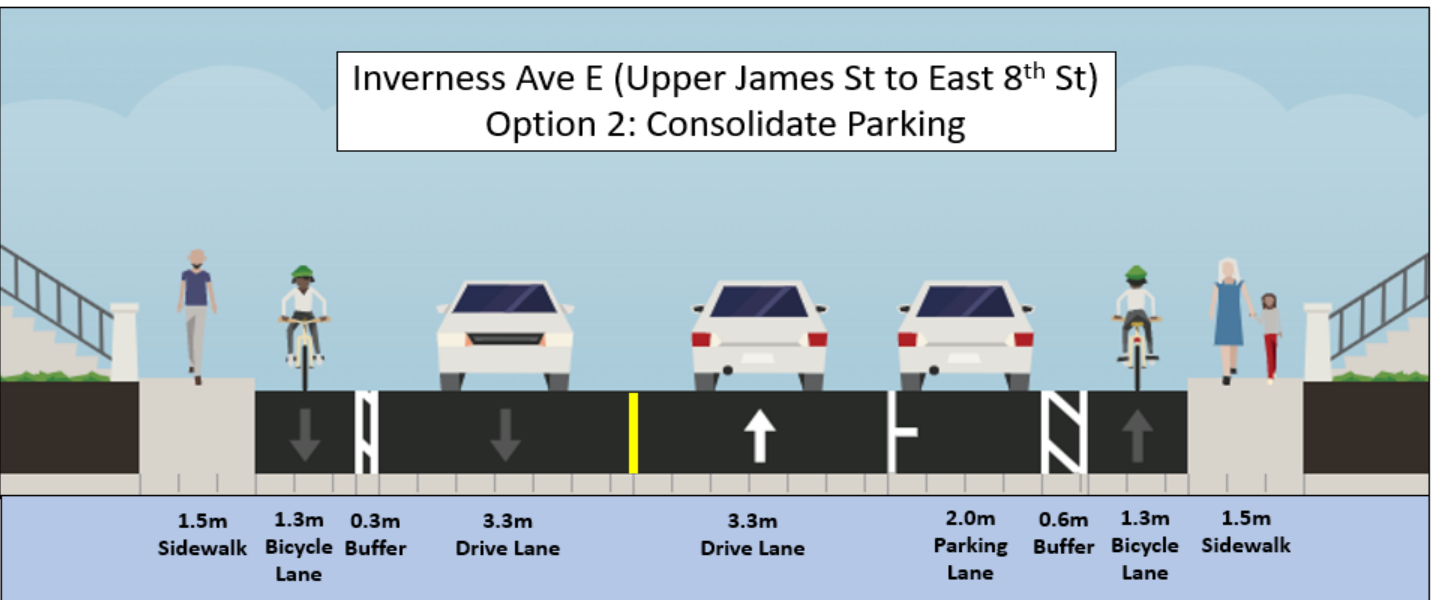 Inverness Ave E (Upper James St to East 8th St)
Option 2: Consolidate Parking
1.5m
Sidewalk
1.3m
Bicycle
Lane
0.3m
Buffer
3.3m
Drive Lane
3.3m
Drive Lane
2.0m
Parking
Lane
0.6m
Buffer
1.3m
Bicycle
Lane
1.5m
Sidewalk